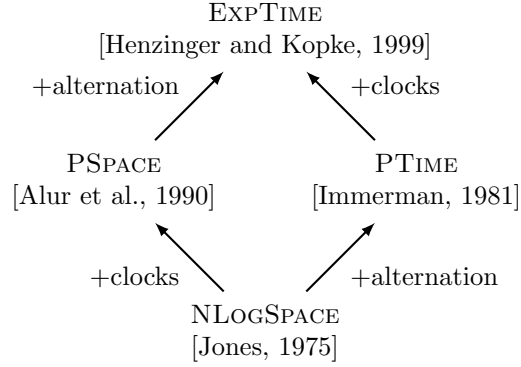 EXPTIME
[Henzinger and Kopke, 1999]
+alternation
+clocks
PSPACE
[Alur et al., 1990]
PTIME
[Immerman, 1981]
+clocks
+alternation
NLOGSPACE
[Jones, 1975]